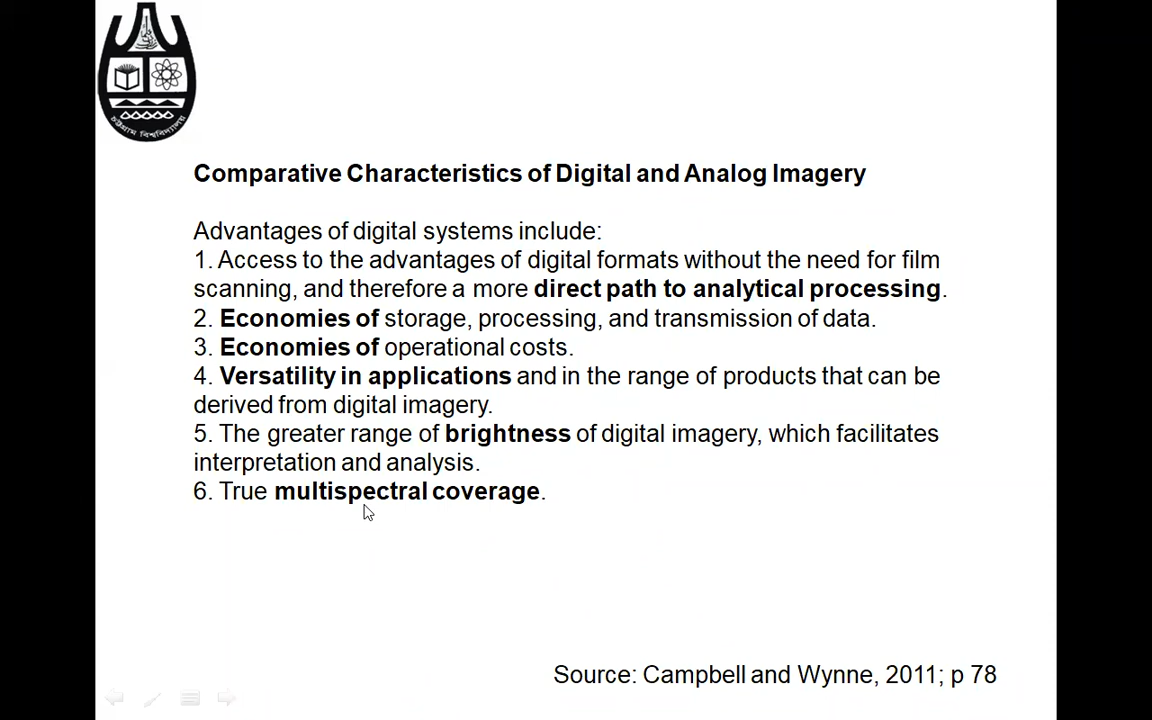 চট্টগ্রাম বিশ্ববিদ্যালয়
Comparative Characteristics of Digital and Analog Imagery
Advantages of digital systems include:
1. Access to the advantages of digital formats without the need for film
scanning, and therefore a more direct path to analytical processing.
2. Economies of storage, processing, and transmission of data.
3. Economies of operational costs.
4. Versatility in applications and in the range of products that can be
derived from digital imagery.
5. The greater range of brightness of digital imagery, which facilitates
interpretation and analysis.
6. True multispectral coverage.
Source: Campbell and Wynne, 2011; p 78